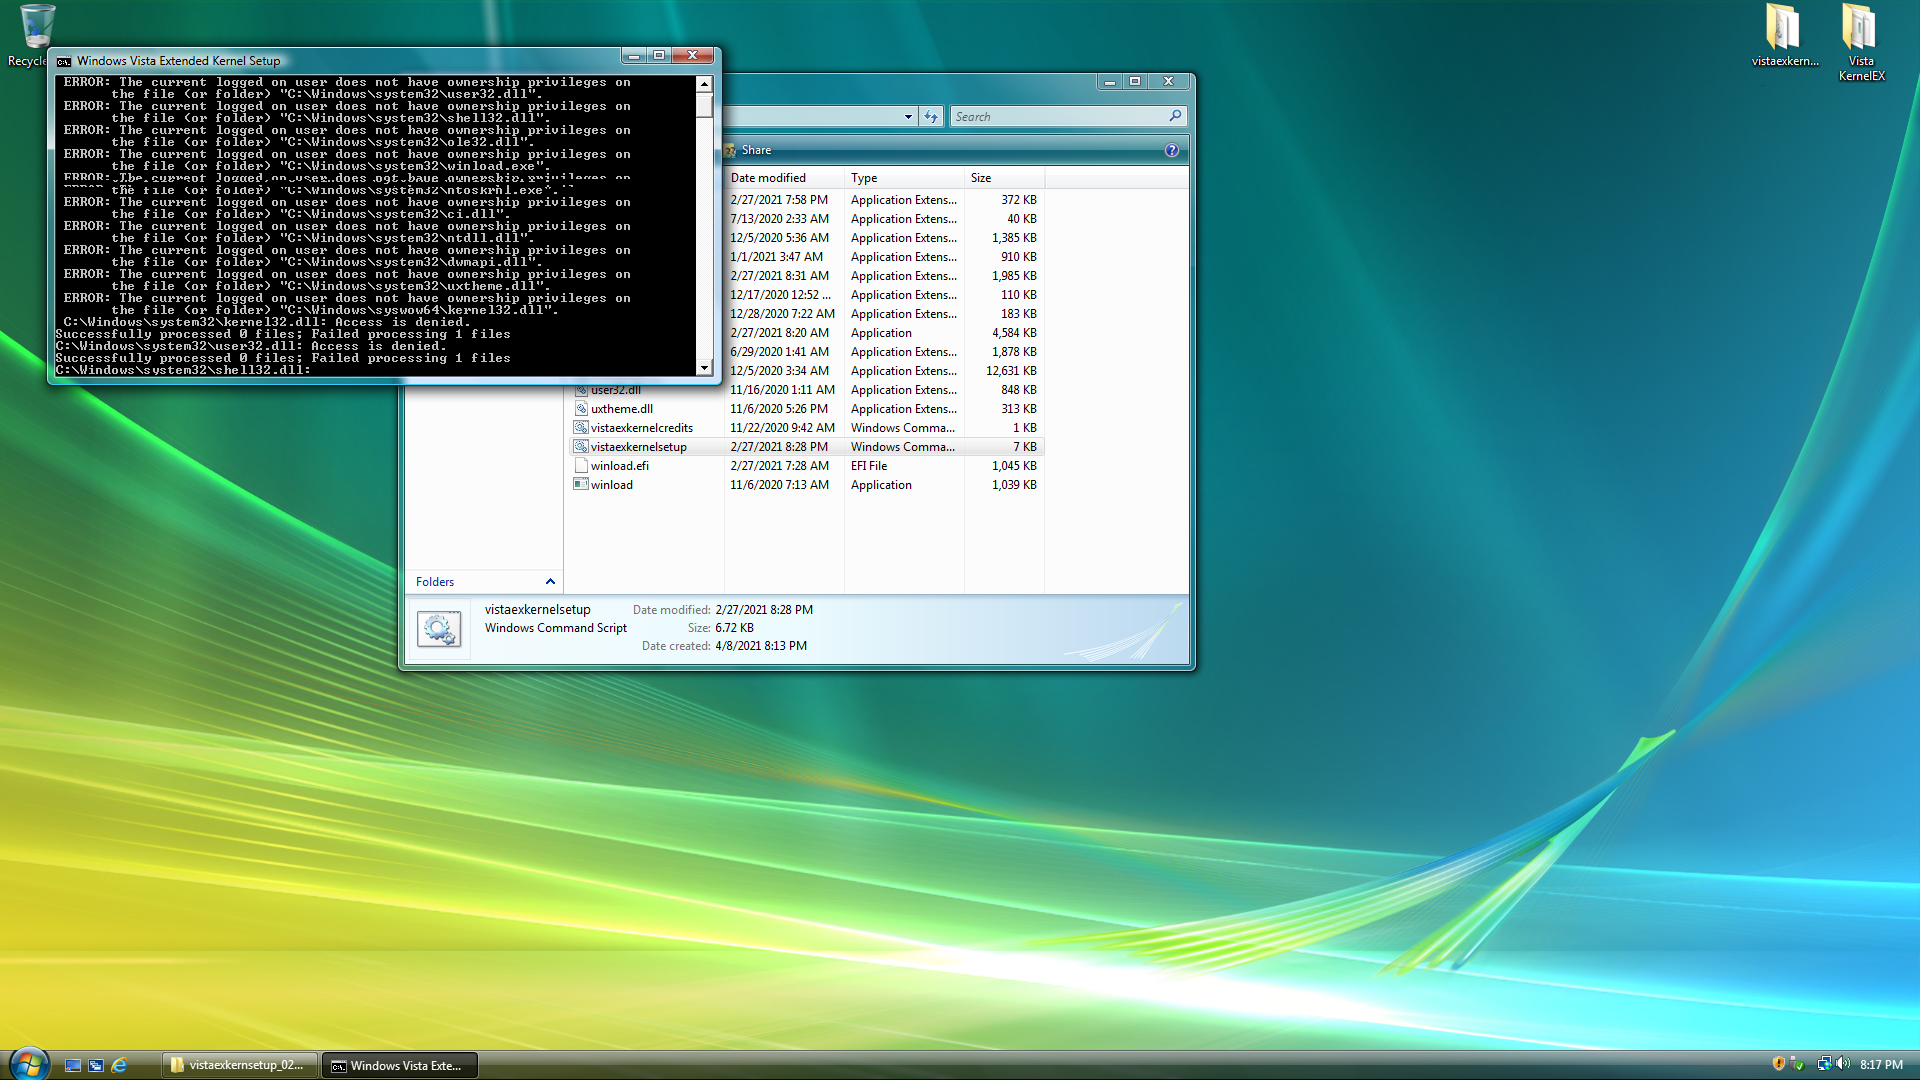 Recycle
vistaexkern...
Vista
KernelEX
Windows Vista Extended Kernel Setup
ERROR: The current logged on user does not have ownership privileges on
the file (or folder) "C:\Windows\system32\user32.dll".
ERROR: The current logged on user does not have ownership privileges on
the file (or folder) "C:\Windows\system32\shell32.dll".
ERROR: The current logged on user does not have ownership privileges on
the file (or folder) "C:\Windows\system32\ole32.dll".
ERROR: The current logged on user does not have ownership privileges on
the file (or folder) "C:\Windows\system32\winload.exe".
ERROR: The current logged on user does not have ownership privileges on
the file (or folder) "C:\Windows\system32\ntoskrnl.exe".
ERROR: The current logged on user does not have ownership privileges on
the file (or folder) "C:\Windows\system32\ci.dll".
ERROR: The current logged on user does not have ownership privileges on
the file (or folder) "C:\Windows\system32\ntdll.dll".
ERROR: The current logged on user does not have ownership privileges on
the file (or folder) "C:\Windows\system32\dwmapi.dll".
ERROR: The current logged on user does not have ownership privileges on
the file (or folder) "C:\Windows\system32\uxtheme.dll".
ERROR: The current logged on user does not have ownership privileges on
the file (or folder) "C:\Windows\syswow64\kernel32.dll".
C:\Windows\system32\kernel32.dll: Access is denied.
Successfully processed 0 files; Failed processing 1 files
C:\Windows\system32\user32.dll: Access is denied.
Successfully processed 0 files; Failed processing 1 files
C:\Windows\system32\shell32.dll:
Search
Share
Date modified Type Size
2/27/2021 7:58 PM Application Extens... 372 KB
7/13/2020 2:33 AM Application Extens... 40 KB
12/5/2020 5:36 AM Application Extens... 1,385 KB
1/1/2021 3:47 AM Application Extens... 910 KB
2/27/2021 8:31 AM Application Extens... 1,985 KB
12/17/2020 12:52 ... Application Extens... 110 KB
12/28/2020 7:22 AM Application Extens... 183 KB
2/27/2021 8:20 AM Application 4,584 KB
6/29/2020 1:41 AM Application Extens... 1,878 KB
12/5/2020 3:34 AM Application Extens... 12,631 KB
user32.dll 11/16/2020 1:11 AM Application Extens... 848 KB
uxtheme.dll 11/6/2020 5:26 PM Application Extens... 313 KB
vistaexkernelcredits 11/22/2020 9:42 AM Windows Comma... 1 KB
vistaexkernelsetup 2/27/2021 8:28 PM Windows Comma... 7 KB
winload.efi 2/27/2021 7:28 AM EFI File 1,045 KB
winload 11/6/2020 7:13 AM Application 1,039 KB
Folders
vistaexkernelsetup Date modified: 2/27/2021 8:28 PM
Windows Command Script Size: 6.72 KB
Date created: 4/8/2021 8:13 PM
vistaexkernsetup_02...
Windows Vista Exte...
8:17 PM